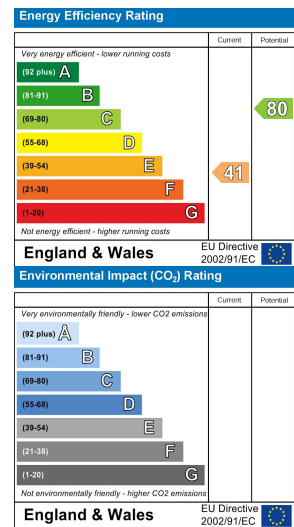 Energy Efficiency Rating
Current Potential
Very energy efficient - lower running costs
(92 plus) A
(81-91) B
(69-80) C
80
(55-68) D
(39-54) E
41
(21-38) F
(1-20) G
Not energy efficient - higher running costs
England & Wales
EU Directive
2002/91/EC
Environmental Impact (CO₂) Rating
Current Potential
Very environmentally friendly - lower CO2 emissions
(92 plus) A
(81-91) B
(69-80) C
(55-68) D
(39-54) E
(21-38) F
(1-20) G
Not environmentally friendly - higher CO2 emissions
England & Wales
EU Directive
2002/91/EC